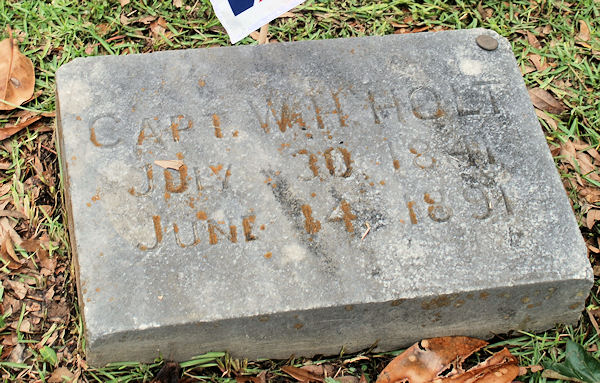 CAPT. W.H. HOLT
JULY 30, 1841
JUNE 14, 1891